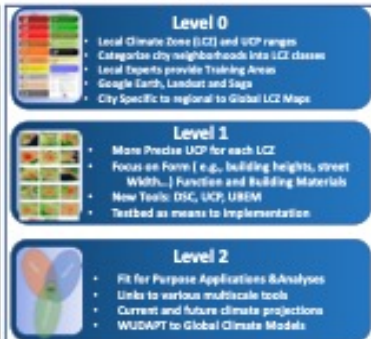 Level 0
• Local Climate Zone (LCZ) and UCP ranges
• Categorize city neighborhoods into LCZ classes
• Local Experts provide Training Areas
• Google Earth, Landsat and Saga
• City Specific to regional to Global LCZ Maps
Level 1
• More Precise UCP for each LCZ
• Focus on Form ( e.g., building heights, street
Width...) Function and Building Materials
• New Tools: DSC, UCP, UBEM
• Testbed as means to implementation
Level 2
• Fit for Purpose Applications &Analyses
• Links to various multiscale tools
• Current and future climate projections
• WUDAPT to Global Climate Models